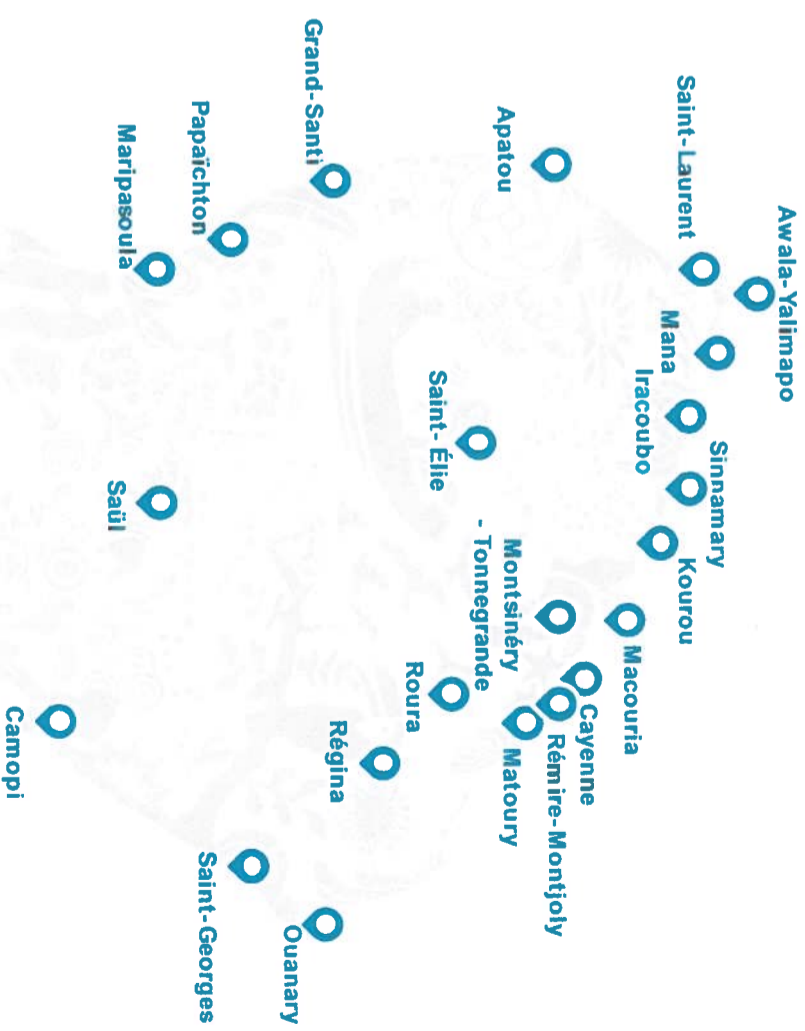 Awala-Yalimapo
Saint-Laurent
Mana
Iracoubo
Sinnamary
Kourou
Macouria
Apatou
Montsinéry
- Tonnegrande
Cayenne
Rémire-Montjoly
Matoury
Saint- Élie
Roura
Grand-Santi
Régina
Papaïchton
Ouanary
Maripasoula
Saül
Saint-Georges
Camopi